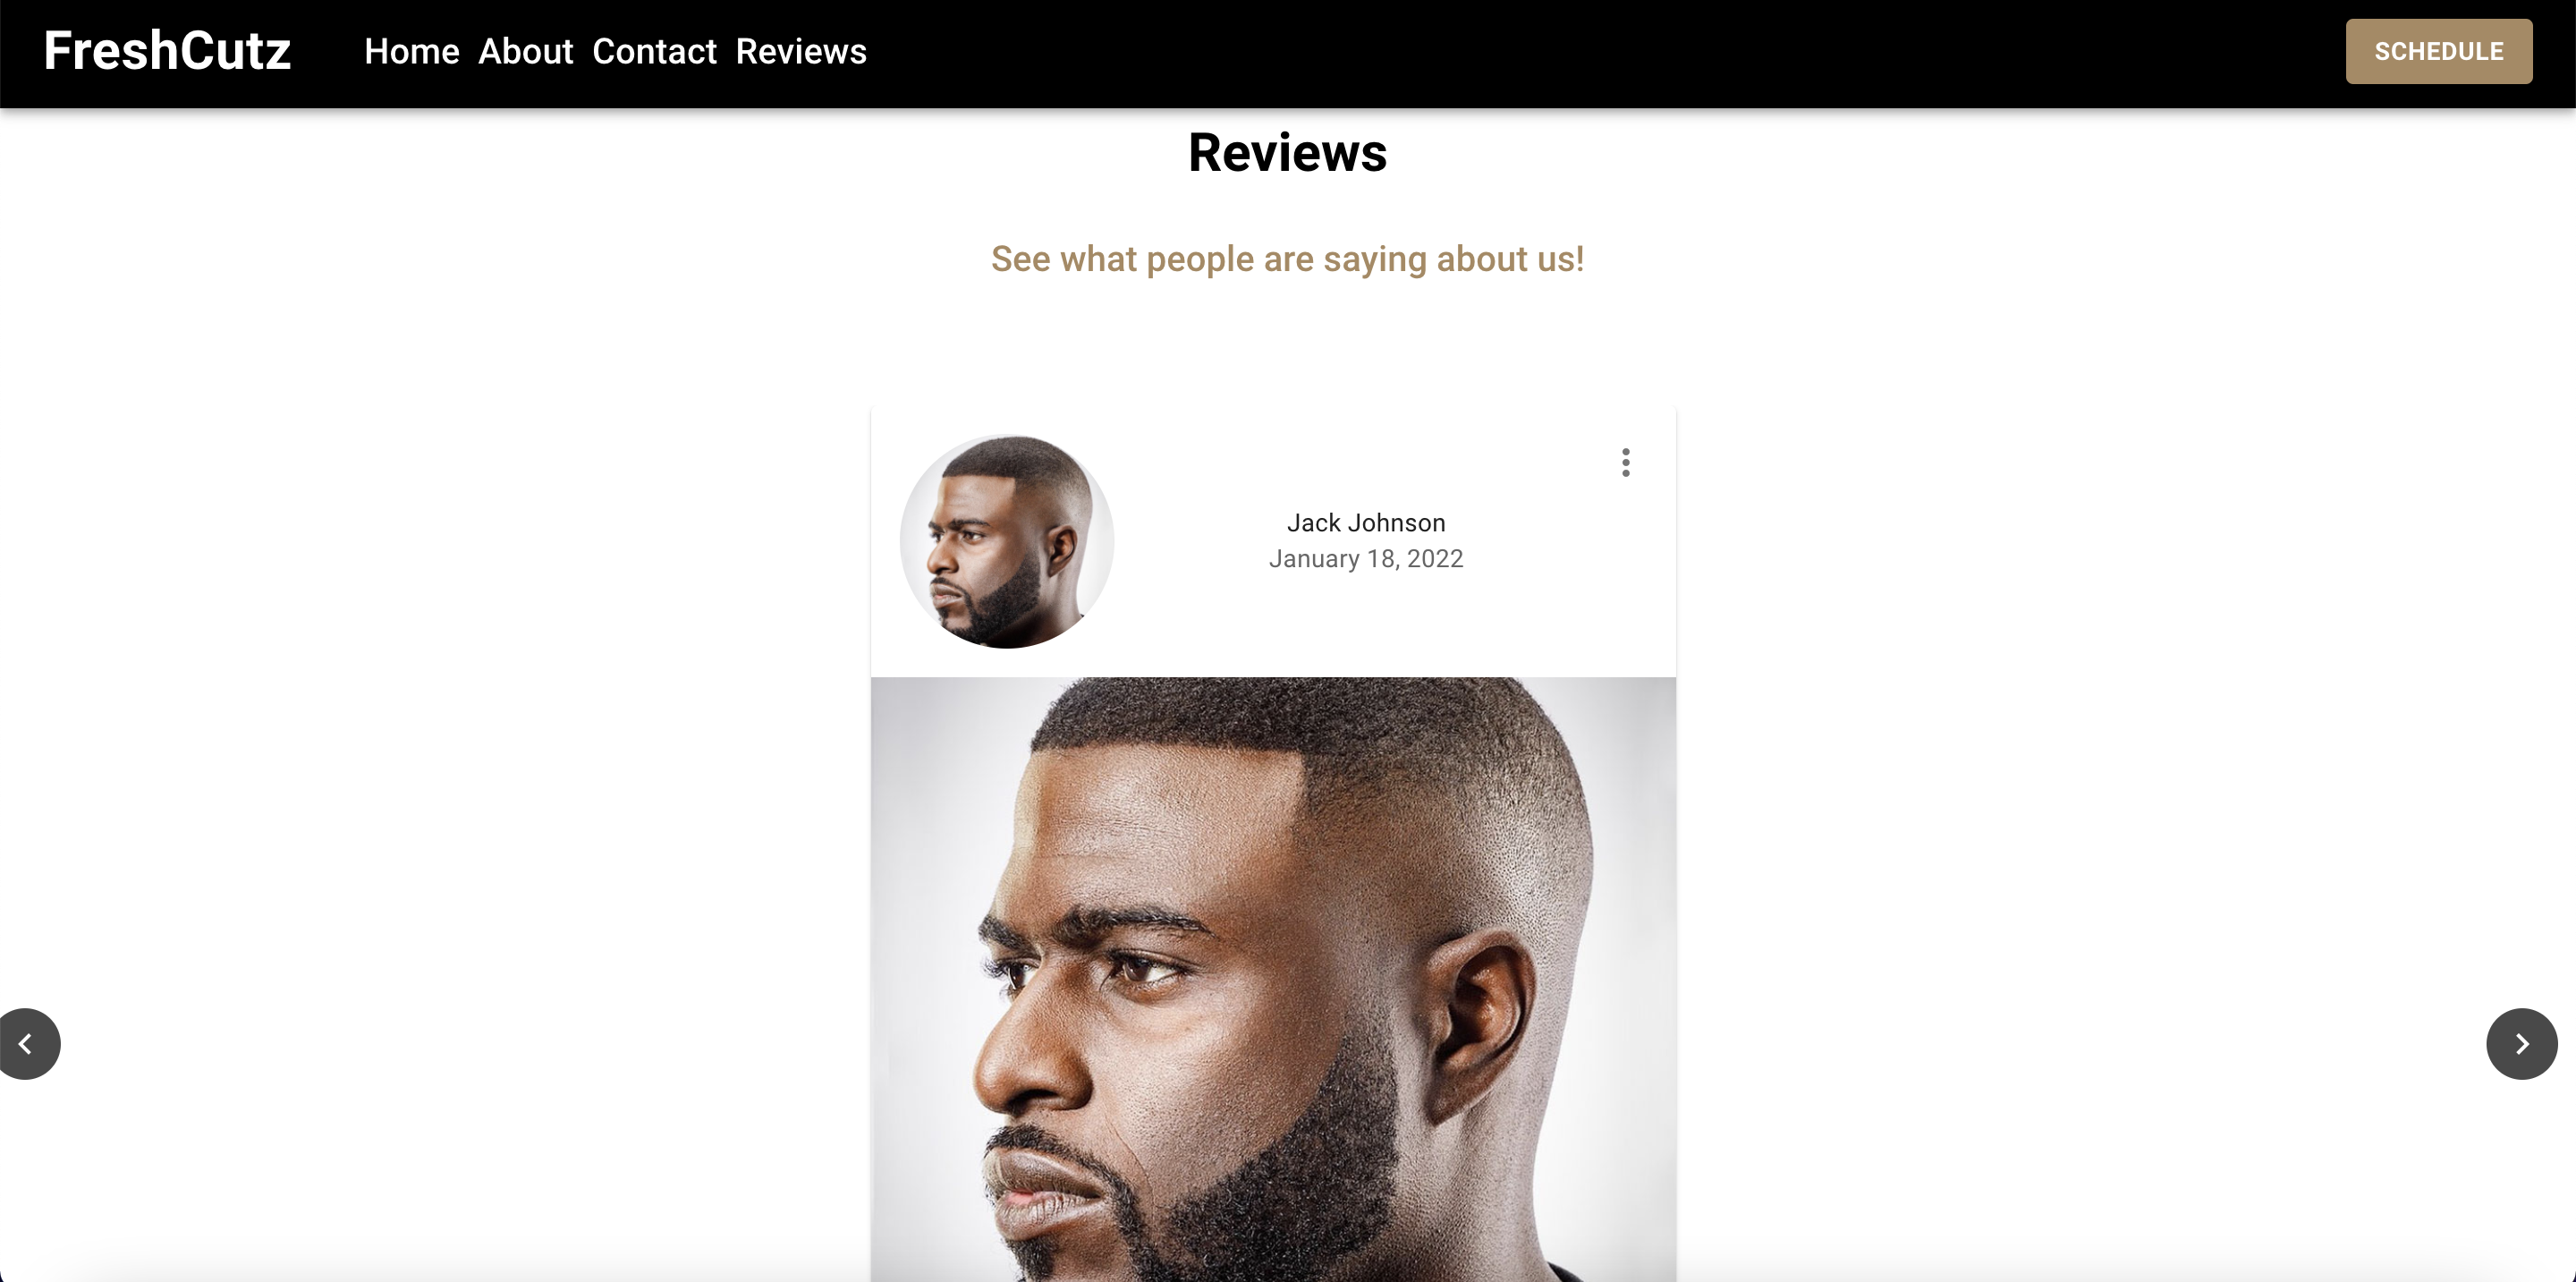 FreshCutz Home About Contact Reviews SCHEDULE
Reviews
See what people are saying about us!
Jack Johnson
January 18, 2022